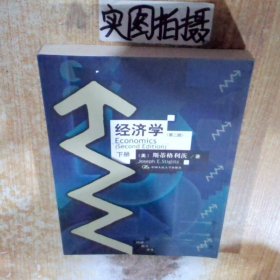 实图拍摄
经济学（第二版）
Economics
(Second Edition)
下册 （美）斯蒂格利茨／著
Joseph E.Stiglitz
中国人民大学出版社